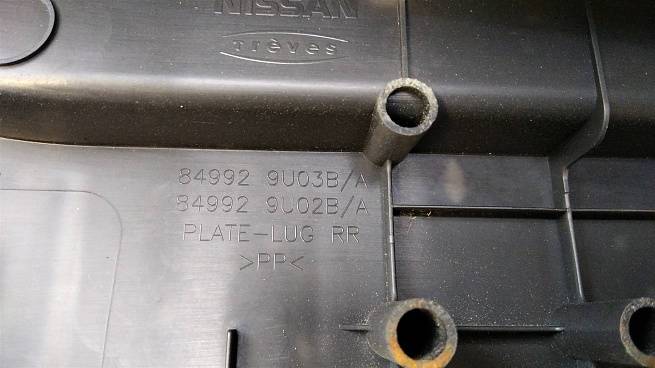 NISSAN
Trèves
84992 9U03B/A
84992 9U02B/A
PLATE-LUG RR
>PP<